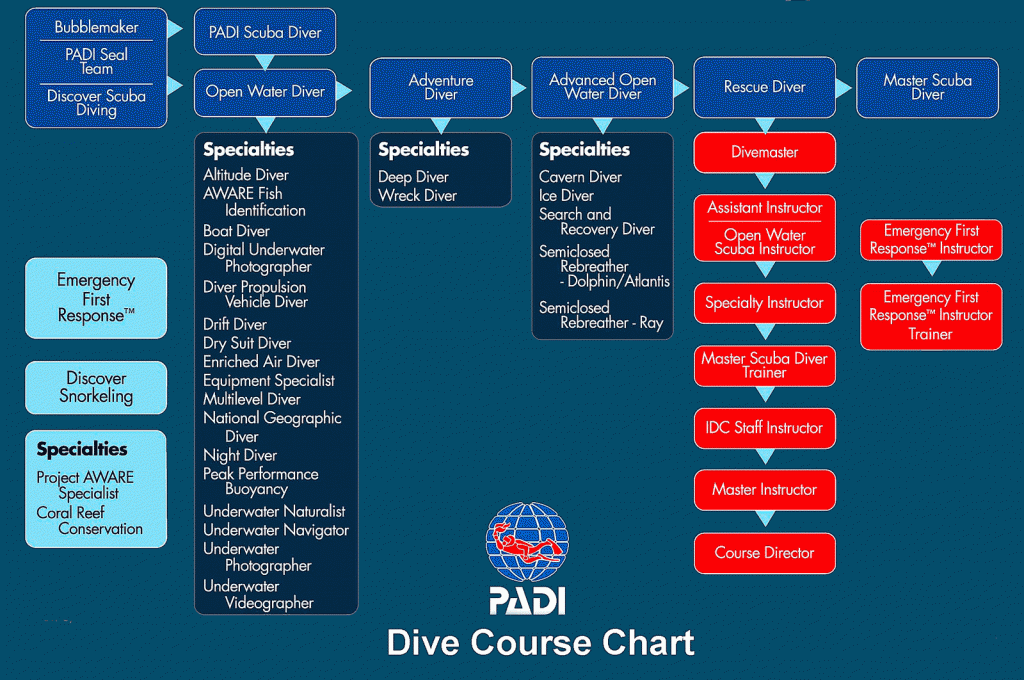 Bubblemaker
PADI Seal
Team
Discover Scuba
Diving
PADI Scuba Diver
Open Water Diver
Adventure
Diver
Advanced Open
Water Diver
Rescue Diver
Master Scuba
Diver
Specialties
Altitude Diver
AWARE Fish
Identification
Boat Diver
Digital Underwater
Photographer
Diver Propulsion
Vehicle Diver
Drift Diver
Dry Suit Diver
Enriched Air Diver
Equipment Specialist
Multilevel Diver
National Geographic
Diver
Night Diver
Peak Performance
Buoyancy
Underwater Naturalist
Underwater Navigator
Underwater
Photographer
Underwater
Videographer
Specialties
Deep Diver
Wreck Diver
Specialties
Cavern Diver
Ice Diver
Search and
Recovery Diver
Semiclosed
Rebreather
- Dolphin/Atlantis
Semiclosed
Rebreather - Ray
Divemaster
Assistant Instructor
Open Water
Scuba Instructor
Specialty Instructor
Master Scuba Diver
Trainer
IDC Staff Instructor
Master Instructor
Course Director
Emergency First
Response™ Instructor
Emergency First
Response™ Instructor
Trainer
Emergency
First
Response™
Discover
Snorkeling
Specialties
Project AWARE
Specialist
Coral Reef
Conservation
PADI
Dive Course Chart